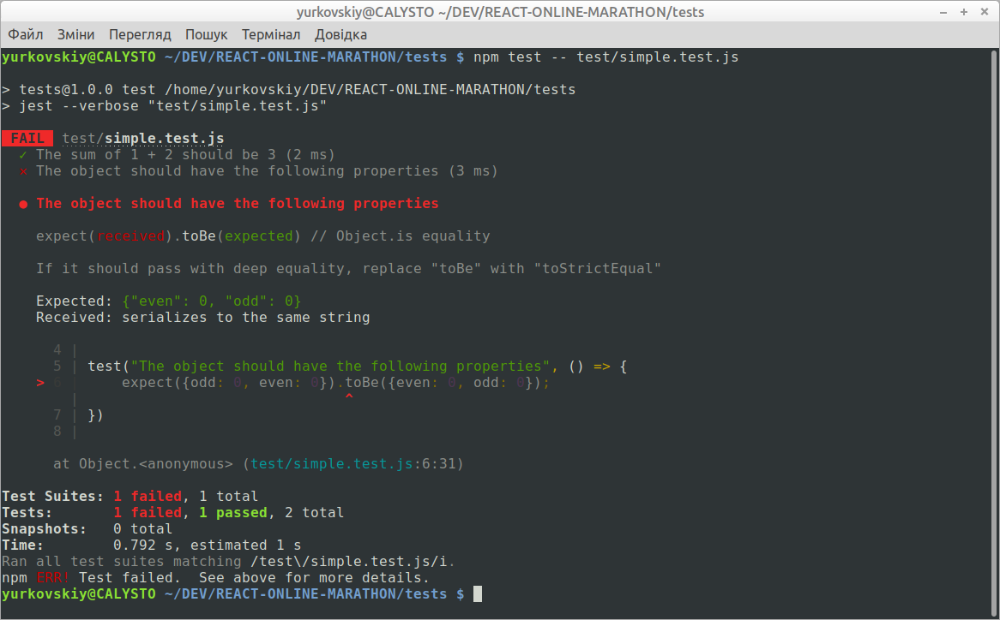 yurkovskiy@CALYSTO ~/DEV/REACT-ONLINE-MARATHON/tests
Файл Зміни Перегляд Пошук Термінал Довідка
yurkovskiy@CALYSTO ~/DEV/REACT-ONLINE-MARATHON/tests $ npm test -- test/simple.test.js
> tests@1.0.0 test /home/yurkovskiy/DEV/REACT-ONLINE-MARATHON/tests
> jest --verbose "test/simple.test.js"
FAIL test/simple.test.js
✓ The sum of 1 + 2 should be 3 (2 ms)
✕ The object should have the following properties (3 ms)
● The object should have the following properties
expect(received).toBe(expected) // Object.is equality
If it should pass with deep equality, replace "toBe" with "toStrictEqual"
Expected: {"even": 0, "odd": 0}
Received: serializes to the same string
4 |
5 | test("The object should have the following properties", () => {
> 6 |     expect({odd: 0, even: 0}).toBe({even: 0, odd: 0});
|                               ^
7 | })
8 |
at Object.<anonymous> (test/simple.test.js:6:31)
Test Suites: 1 failed, 1 total
Tests:       1 failed, 1 passed, 2 total
Snapshots:   0 total
Time:        0.792 s, estimated 1 s
Ran all test suites matching /test\/simple.test.js/i.
npm ERR! Test failed.  See above for more details.
yurkovskiy@CALYSTO ~/DEV/REACT-ONLINE-MARATHON/tests $